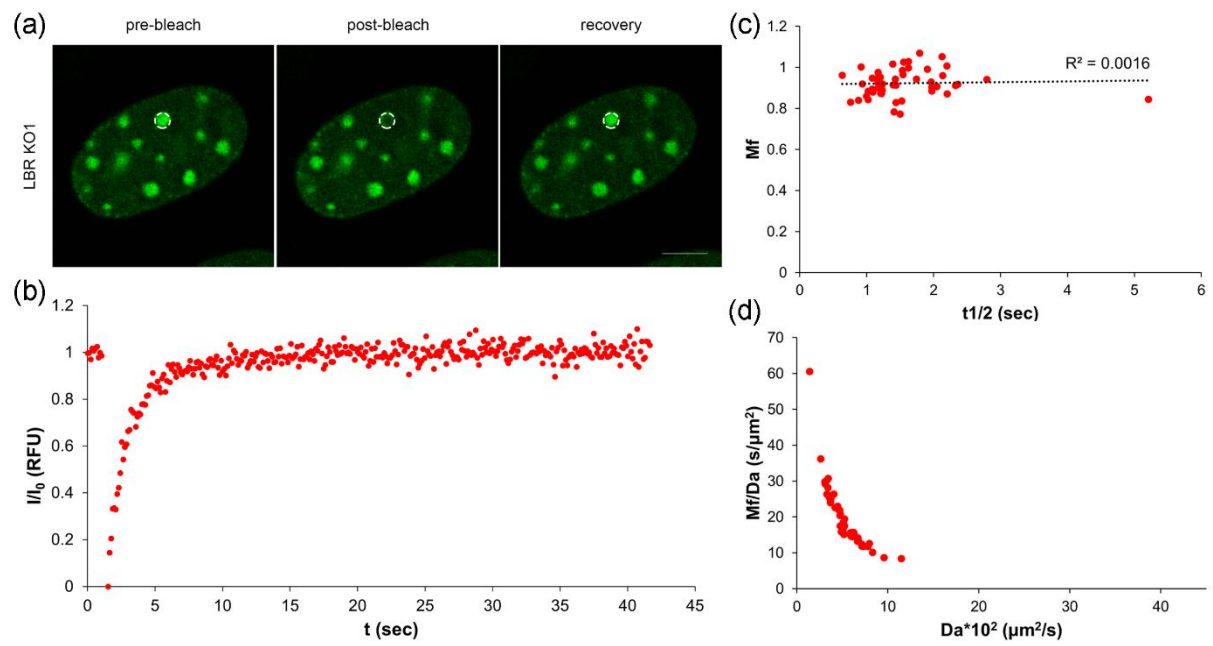 (a)
pre-bleach
post-bleach
recovery
LBR KO1
(b)
1.2
1
0.8
0.6
0.4
0.2
0
I/I₀ (RFU)
0 5 10 15 20 25 30 35 40 45
t (sec)
(c)
1.2
1
0.8
0.6
0.4
0.2
0
Mf
R² = 0.0016
0 1 2 3 4 5 6
t1/2 (sec)
(d)
70
60
50
40
30
20
10
0
Mf/Da (s/µm²)
0 10 20 30 40
Da*10² (µm²/s)